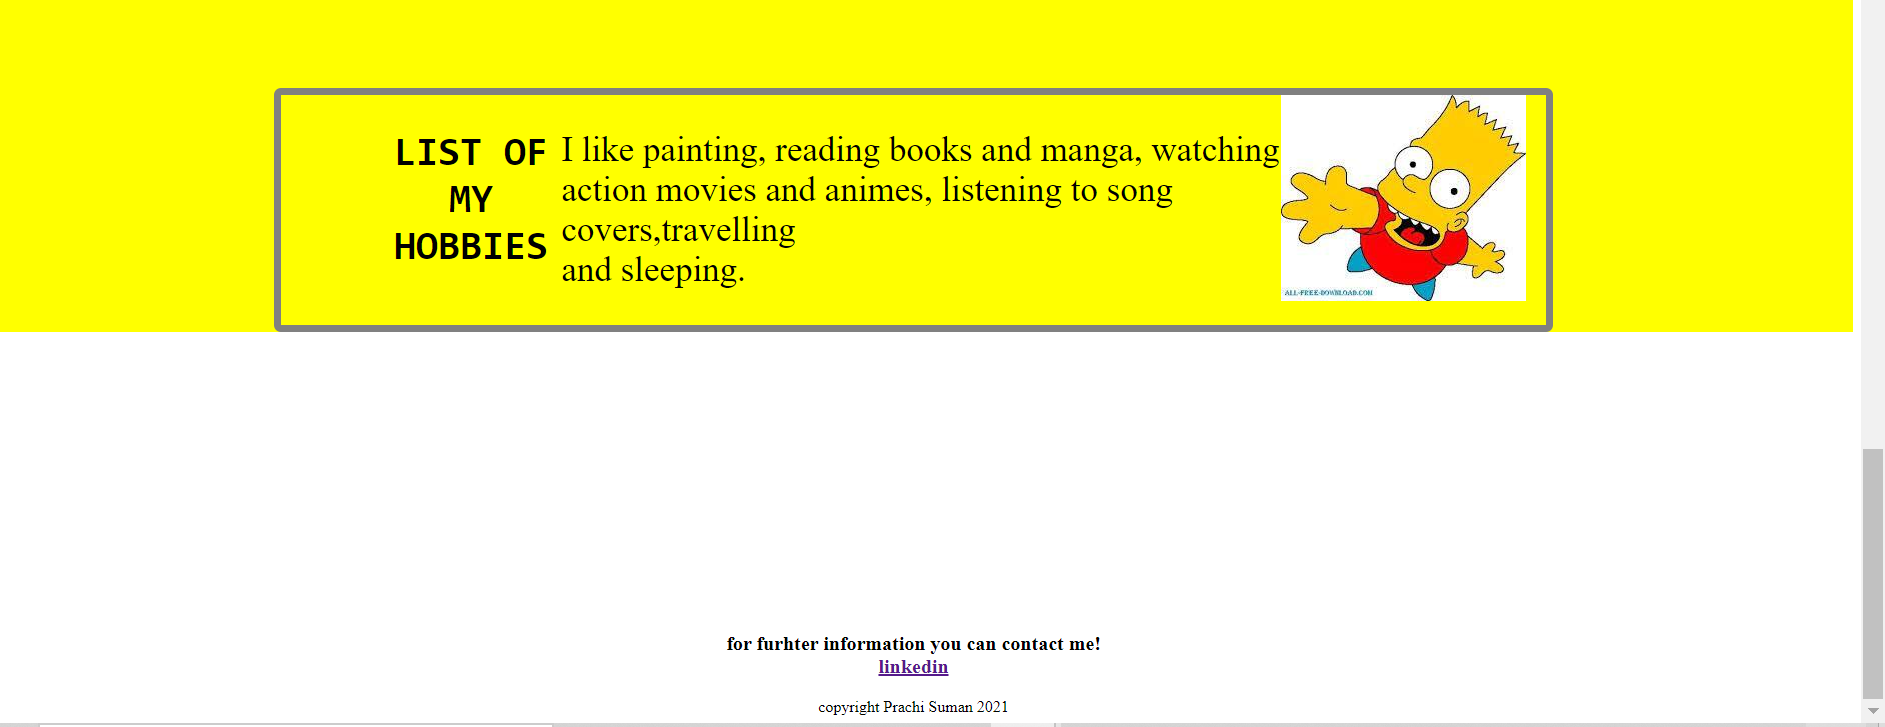 LIST OF
MY
HOBBIES
I like painting, reading books and manga, watching
action movies and animes, listening to song
covers,travelling
and sleeping.
ALL-FREE-DOWNLOAD.COM
for furhter information you can contact me!
linkedin
copyright Prachi Suman 2021